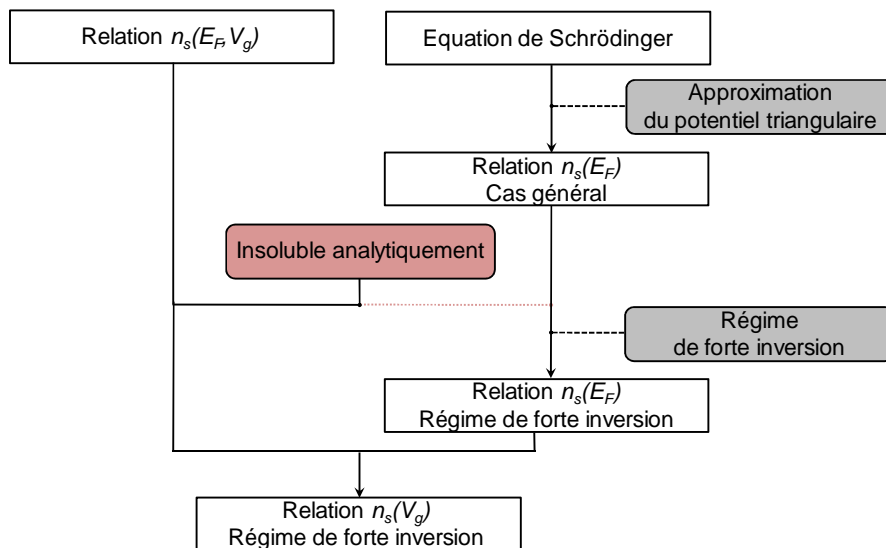 Relation n_s(E_F,V_g)
Equation de Schrödinger
Approximation
du potentiel triangulaire
Relation n_s(E_F)
Cas général
Insoluble analytiquement
Régime
de forte inversion
Relation n_s(E_F)
Régime de forte inversion
Relation n_s(V_g)
Régime de forte inversion